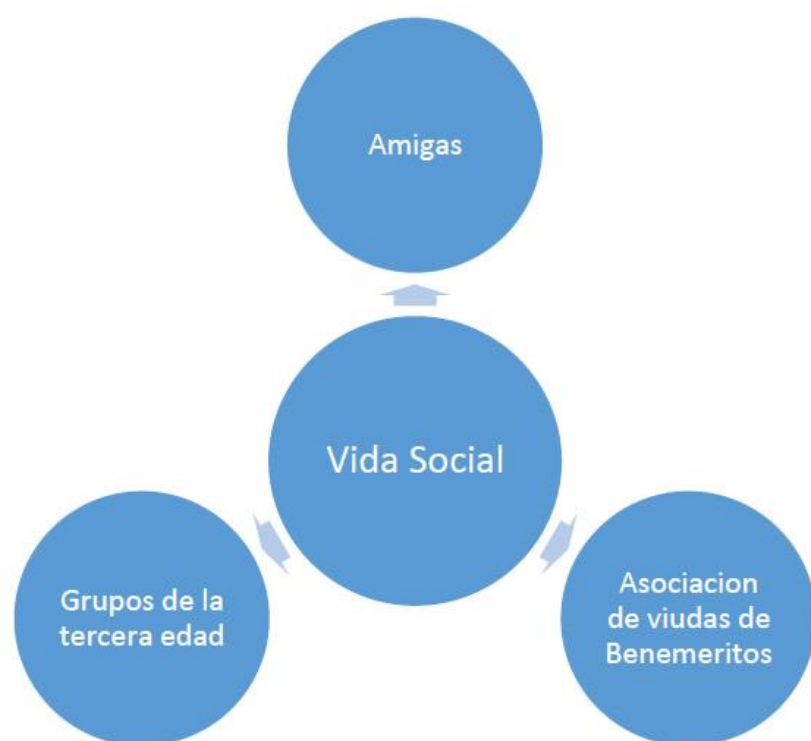 Amigas
Vida Social
Grupos de la
tercera edad
Asociacion
de viudas de
Benemeritos